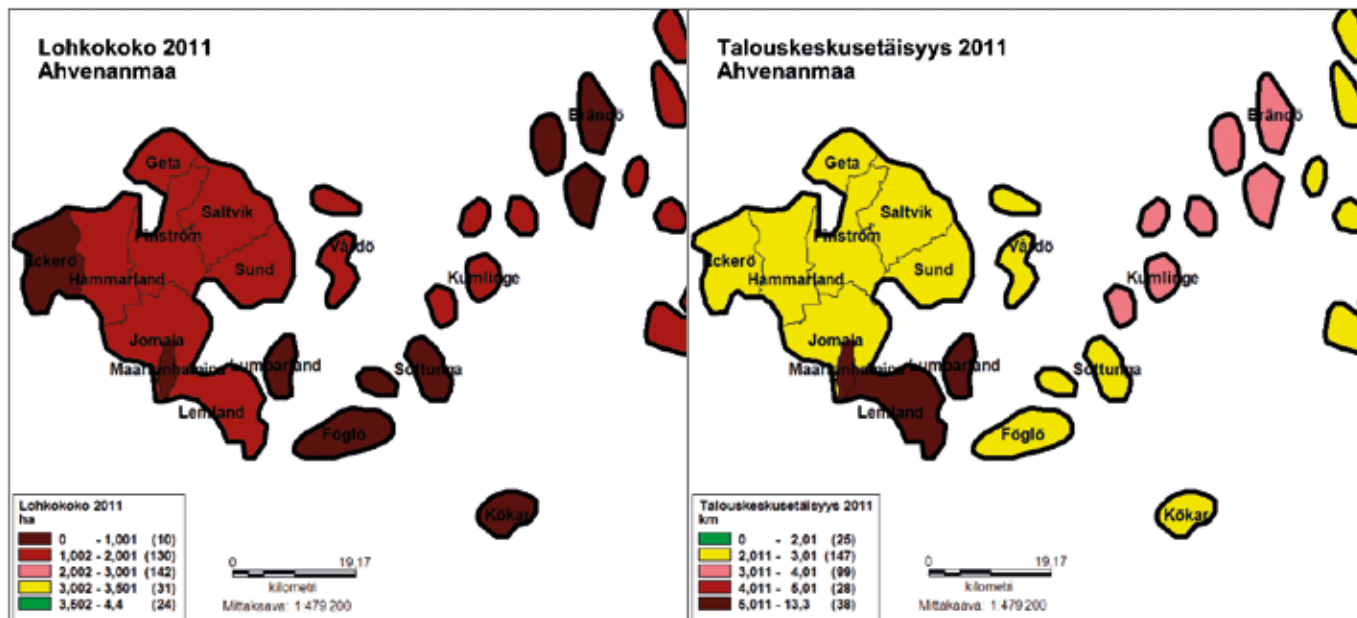 Lohkokoko 2011
Ahvenanmaa
Brändö
Geta
Saltvik
Finström
Vårdö
Eckerö
Hammarland
Sund
Kumlinge
Jomala
Maarianhamina
Lumparland
Sottunga
Lemland
Föglö
Kökar
Lohkokoko 2011
ha
0 - 1,001 (10)
1,002 - 2,001 (130)
2,002 - 3,001 (142)
3,002 - 3,501 (31)
3,502 - 4,4 (24)
0 19,17
kilometri
Mittakaava: 1:479 200
Talouskeskusetäisyys 2011
Ahvenanmaa
Brändö
Geta
Saltvik
Finström
Vårdö
Eckerö
Hammarland
Sund
Kumlinge
Jomala
Maarianhamina
Lumparland
Sottunga
Lemland
Föglö
Kökar
Talouskeskusetäisyys 2011
km
0 - 2,01 (25)
2,011 - 3,01 (147)
3,011 - 4,01 (99)
4,011 - 5,01 (28)
5,011 - 13,3 (38)
0 19,17
kilometri
Mittakaava: 1:479 200